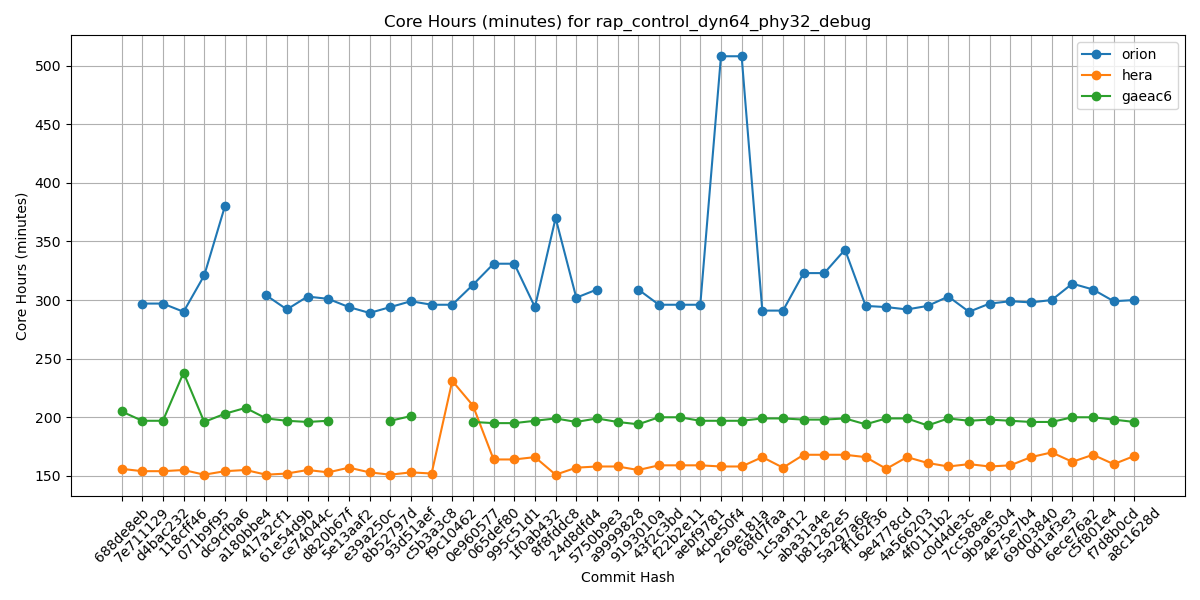 Core Hours (minutes) for rap_control_dyn64_phy32_debug
orion
hera
gaeac6
Core Hours (minutes)
500
450
400
350
300
250
200
150
688de8eb
7e711129
d4bac232
118cff46
071b9f95
dc9cfba6
a180bbe4
417a2cf1
61e54d9b
ce74044c
d820b67f
5e13aaf2
e39a250c
8b52797d
93d51aef
c5b3a3c8
f9c10462
0e960577
065def80
995c51d1
1f0ab432
24d8dfd4
5750b9e3
a9999828
9193010a
43f253bd
f22b2e11
aebf9781
4cbe50f4
269e181a
68fd7faa
1c5a9f12
aba31a4e
b81282e5
5a297a6e
ff162f36
9e4778cd
4a566203
c0d4de3c
7cc588ae
9b9a6304
4e75e7b4
69d03840
0d1af3e3
6ece76a2
c5f801e4
f7d8b0cd
a8c1628d
Commit Hash